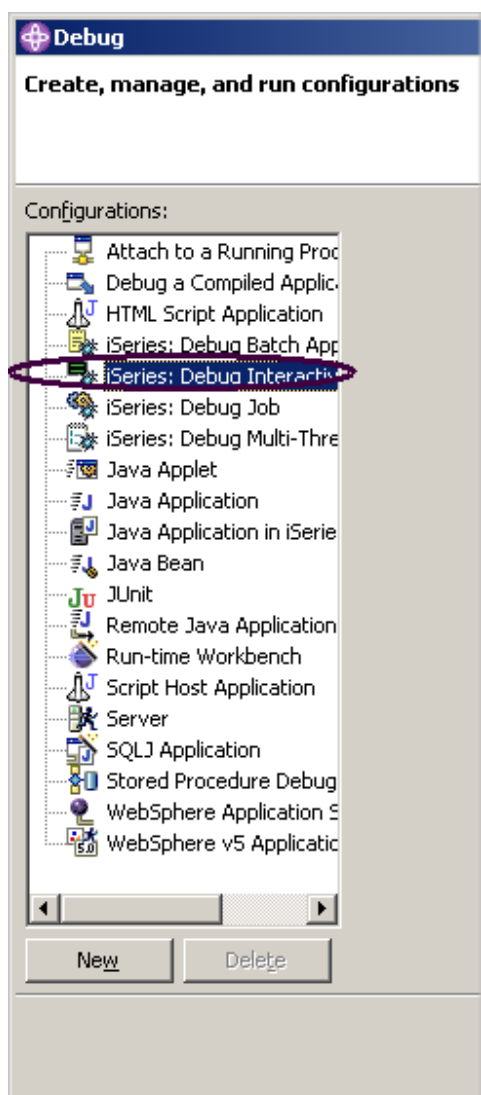 Debug
Create, manage, and run configurations
Configurations:
Attach to a Running Proc
Debug a Compiled Applic
HTML Script Application
iSeries: Debug Batch App
iSeries: Debug Interactiv
iSeries: Debug Job
iSeries: Debug Multi-Thre
Java Applet
Java Application
Java Application in iSerie
Java Bean
JUnit
Remote Java Application
Run-time Workbench
Script Host Application
Server
SQLJ Application
Stored Procedure Debug
WebSphere Application S
WebSphere v5 Applicatic
New
Delete